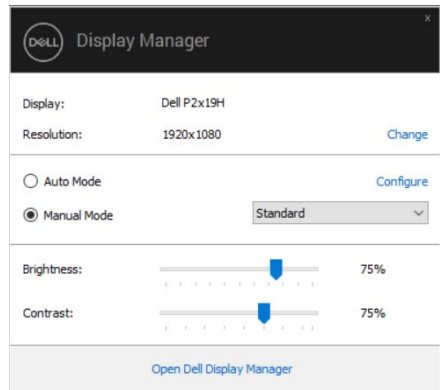 x
DELL Display Manager
Display: Dell P2x19H
Resolution: 1920x1080 Change
Auto Mode Configure
Manual Mode Standard
Brightness: 75%
Contrast: 75%
Open Dell Display Manager